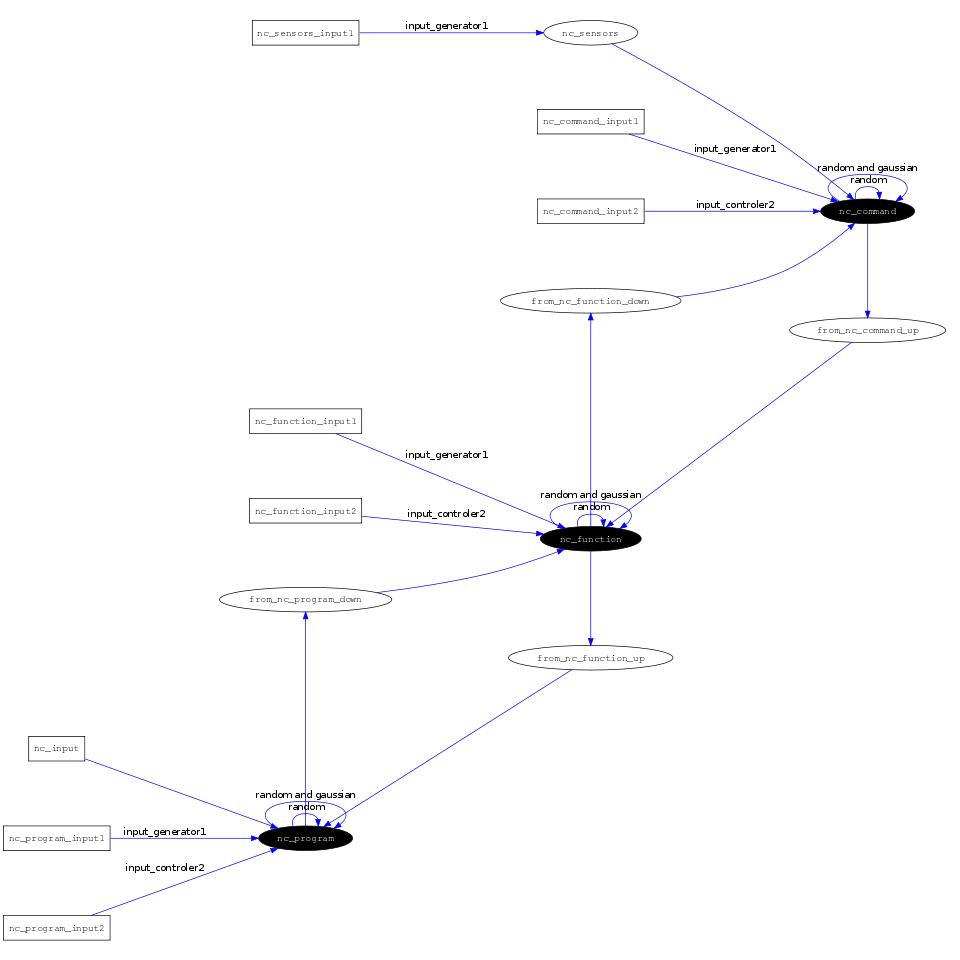 input_generator1
nc_sensors_input1
nc_sensors
nc_command_input1
input_generator1
random and gaussian
random
nc_command_input2
input_controler2
nc_command
from_nc_function_down
from_nc_command_up
nc_function_input1
input_generator1
random and gaussian
random
nc_function_input2
input_controler2
nc_function
from_nc_program_down
from_nc_function_up
nc_input
random and gaussian
random
nc_program_input1
input_generator1
nc_program
input_controler2
nc_program_input2